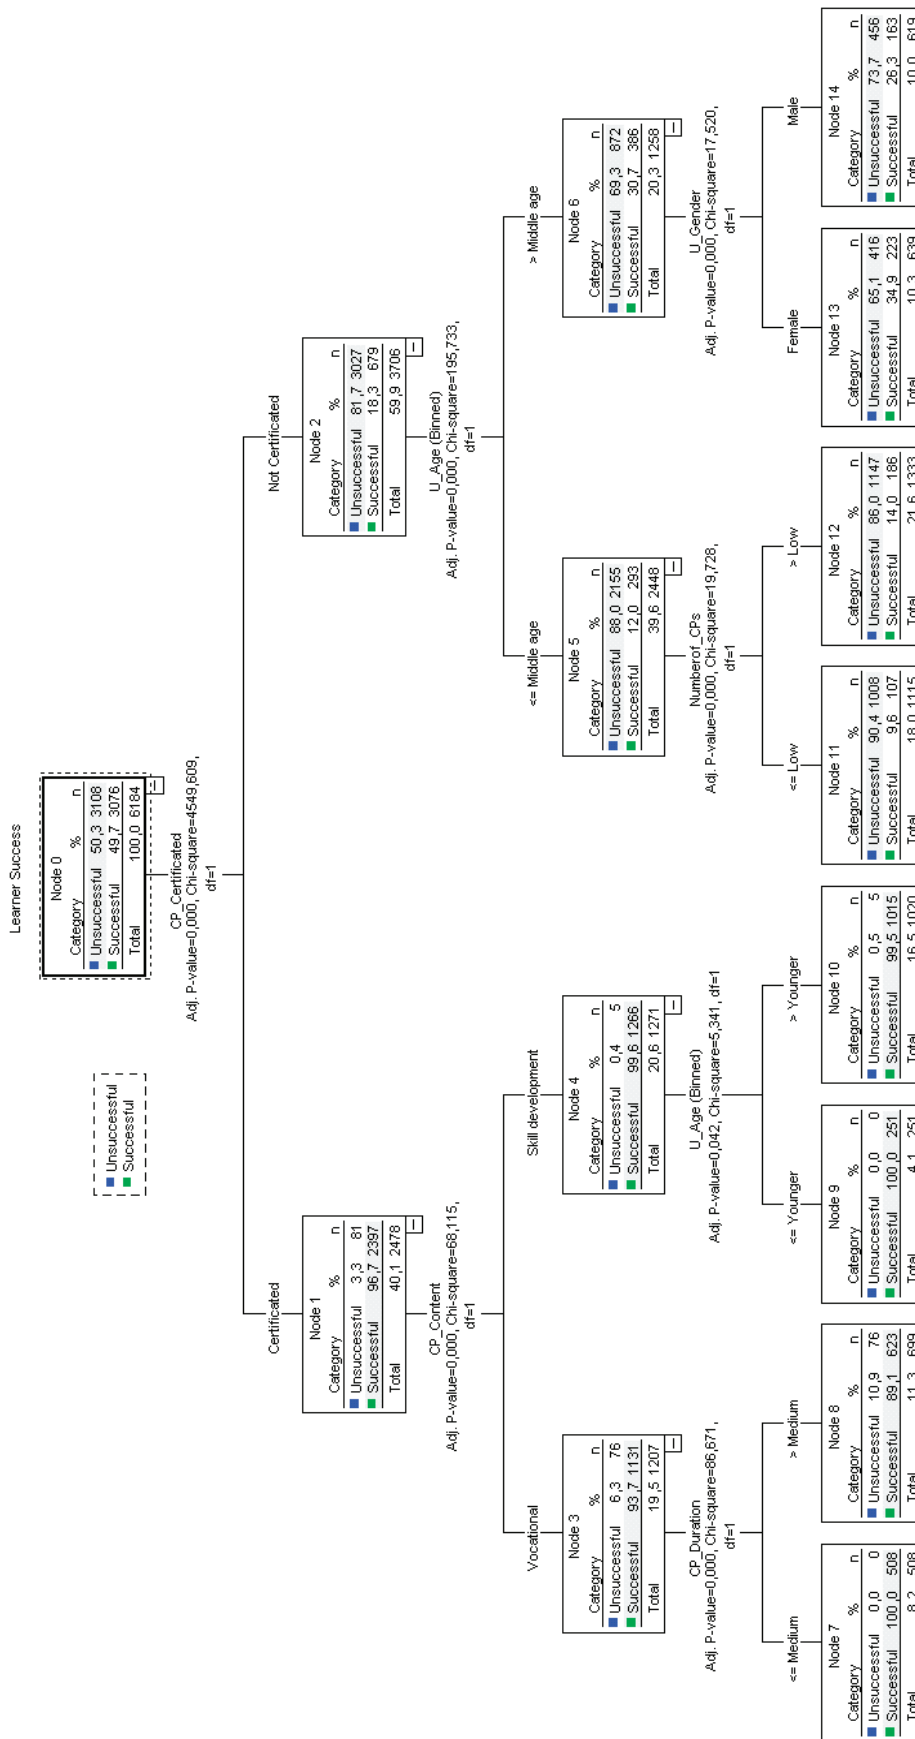 Learner Success
Unsuccessful
Successful
Node 0
Category % n
Unsuccessful 50,3 3108
Successful 49,7 3076
Total 100,0 6184
CP_Certificated
Adj. P-value=0,000, Chi-square=4549,609,
df=1
Certificated
Not Certificated
Node 1
Category % n
Unsuccessful 3,3 81
Successful 96,7 2397
Total 40,1 2478
CP_Content
Adj. P-value=0,000, Chi-square=68,115,
df=1
Node 2
Category % n
Unsuccessful 81,7 3027
Successful 18,3 679
Total 59,9 3706
U_Age (Binned)
Adj. P-value=0,000, Chi-square=195,733,
df=1
Vocational
Skill development
<= Middle age
> Middle age
Node 3
Category % n
Unsuccessful 6,3 76
Successful 93,7 1131
Total 19,5 1207
CP_Duration
Adj. P-value=0,000, Chi-square=86,671,
df=1
Node 4
Category % n
Unsuccessful 0,4 5
Successful 99,6 1266
Total 20,6 1271
U_Age (Binned)
Adj. P-value=0,042, Chi-square=5,341, df=1
Node 5
Category % n
Unsuccessful 88,0 2155
Successful 12,0 293
Total 39,6 2448
Numberof_CPs
Adj. P-value=0,000, Chi-square=19,728,
df=1
Node 6
Category % n
Unsuccessful 69,3 872
Successful 30,7 386
Total 20,3 1258
U_Gender
Adj. P-value=0,000, Chi-square=17,520,
df=1
<= Medium
> Medium
<= Younger
> Younger
<= Low
> Low
Female
Male
Node 7
Category % n
Unsuccessful 0,0 0
Successful 100,0 508
Total 8,2 508
Node 8
Category % n
Unsuccessful 10,9 76
Successful 89,1 623
Total 11,3 699
Node 9
Category % n
Unsuccessful 0,0 0
Successful 100,0 251
Total 4,1 251
Node 10
Category % n
Unsuccessful 0,5 5
Successful 99,5 1015
Total 16,5 1020
Node 11
Category % n
Unsuccessful 90,4 1008
Successful 9,6 107
Total 18,0 1115
Node 12
Category % n
Unsuccessful 86,0 1147
Successful 14,0 186
Total 21,6 1333
Node 13
Category % n
Unsuccessful 65,1 416
Successful 34,9 223
Total 10,3 639
Node 14
Category % n
Unsuccessful 73,7 456
Successful 26,3 163
Total 10,0 619